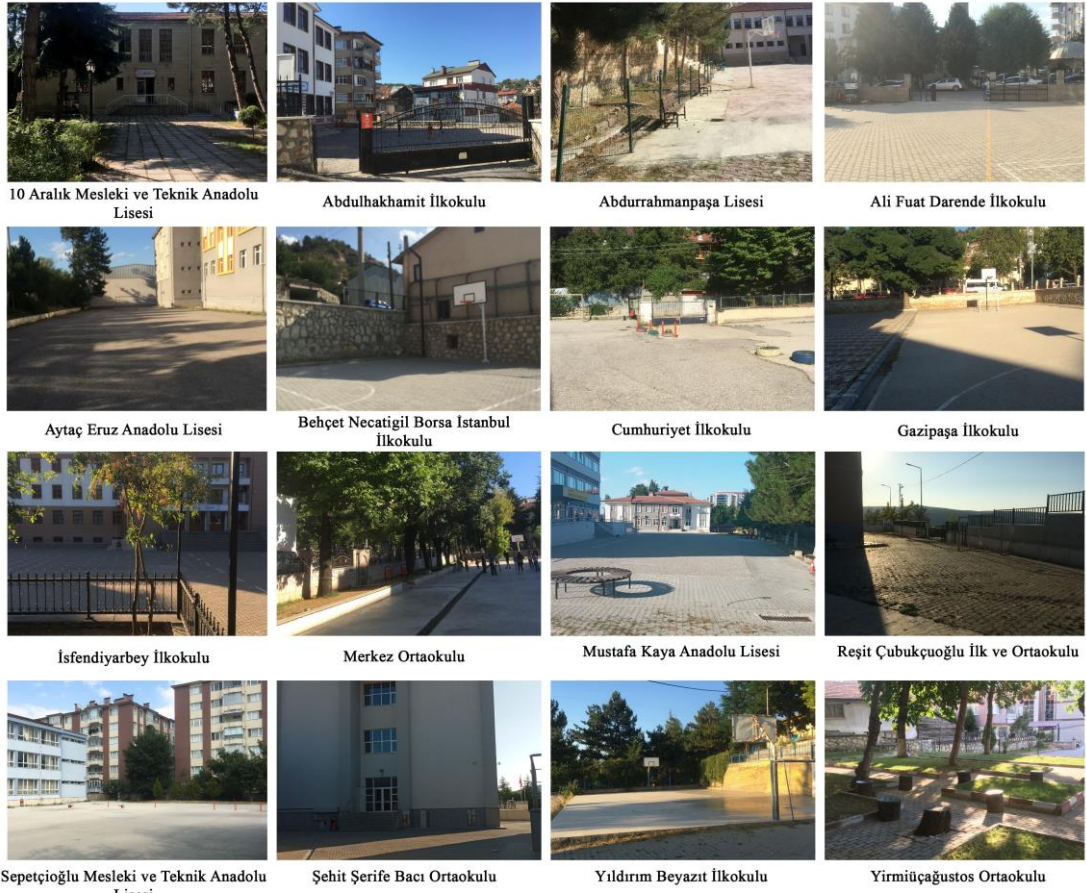 10 Aralık Mesleki ve Teknik Anadolu
Lisesi
Abdulhakhamit İlkokulu
Abdurrahmanpaşa Lisesi
Ali Fuat Darende İlkokulu
Aytaç Eruz Anadolu Lisesi
Behçet Necatigil Borsa İstanbul
İlkokulu
Cumhuriyet İlkokulu
Gazipaşa İlkokulu
İsfendiyarbey İlkokulu
Merkez Ortaokulu
Mustafa Kaya Anadolu Lisesi
Reşit Çubukçuoğlu İlk ve Ortaokulu
Sepetçioğlu Mesleki ve Teknik Anadolu
Lisesi
Şehit Şerife Bacı Ortaokulu
Yıldırım Beyazıt İlkokulu
Yirmiüçağustos Ortaokulu